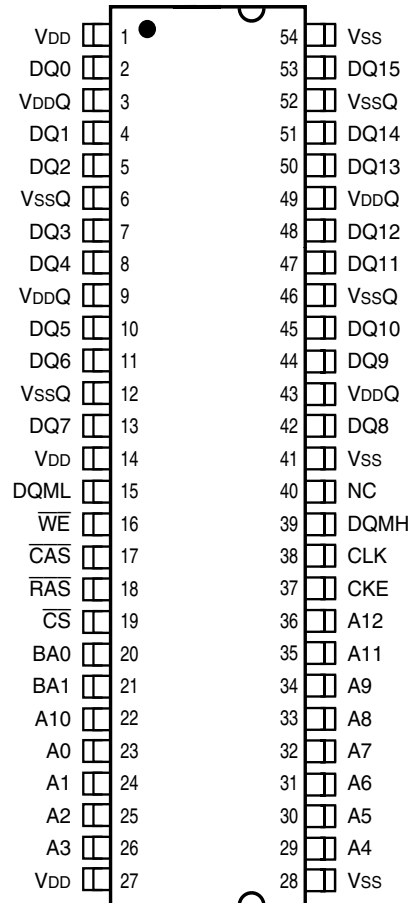 VDD 1 54 VSS
DQ0 2 53 DQ15
VDDQ 3 52 VSSQ
DQ1 4 51 DQ14
DQ2 5 50 DQ13
VSSQ 6 49 VDDQ
DQ3 7 48 DQ12
DQ4 8 47 DQ11
VDDQ 9 46 VSSQ
DQ5 10 45 DQ10
DQ6 11 44 DQ9
VSSQ 12 43 VDDQ
DQ7 13 42 DQ8
VDD 14 41 VSS
DQML 15 40 NC
W̅E̅ 16 39 DQMH
C̅A̅S̅ 17 38 CLK
R̅A̅S̅ 18 37 CKE
C̅S̅ 19 36 A12
BA0 20 35 A11
BA1 21 34 A9
A10 22 33 A8
A0 23 32 A7
A1 24 31 A6
A2 25 30 A5
A3 26 29 A4
VDD 27 28 VSS